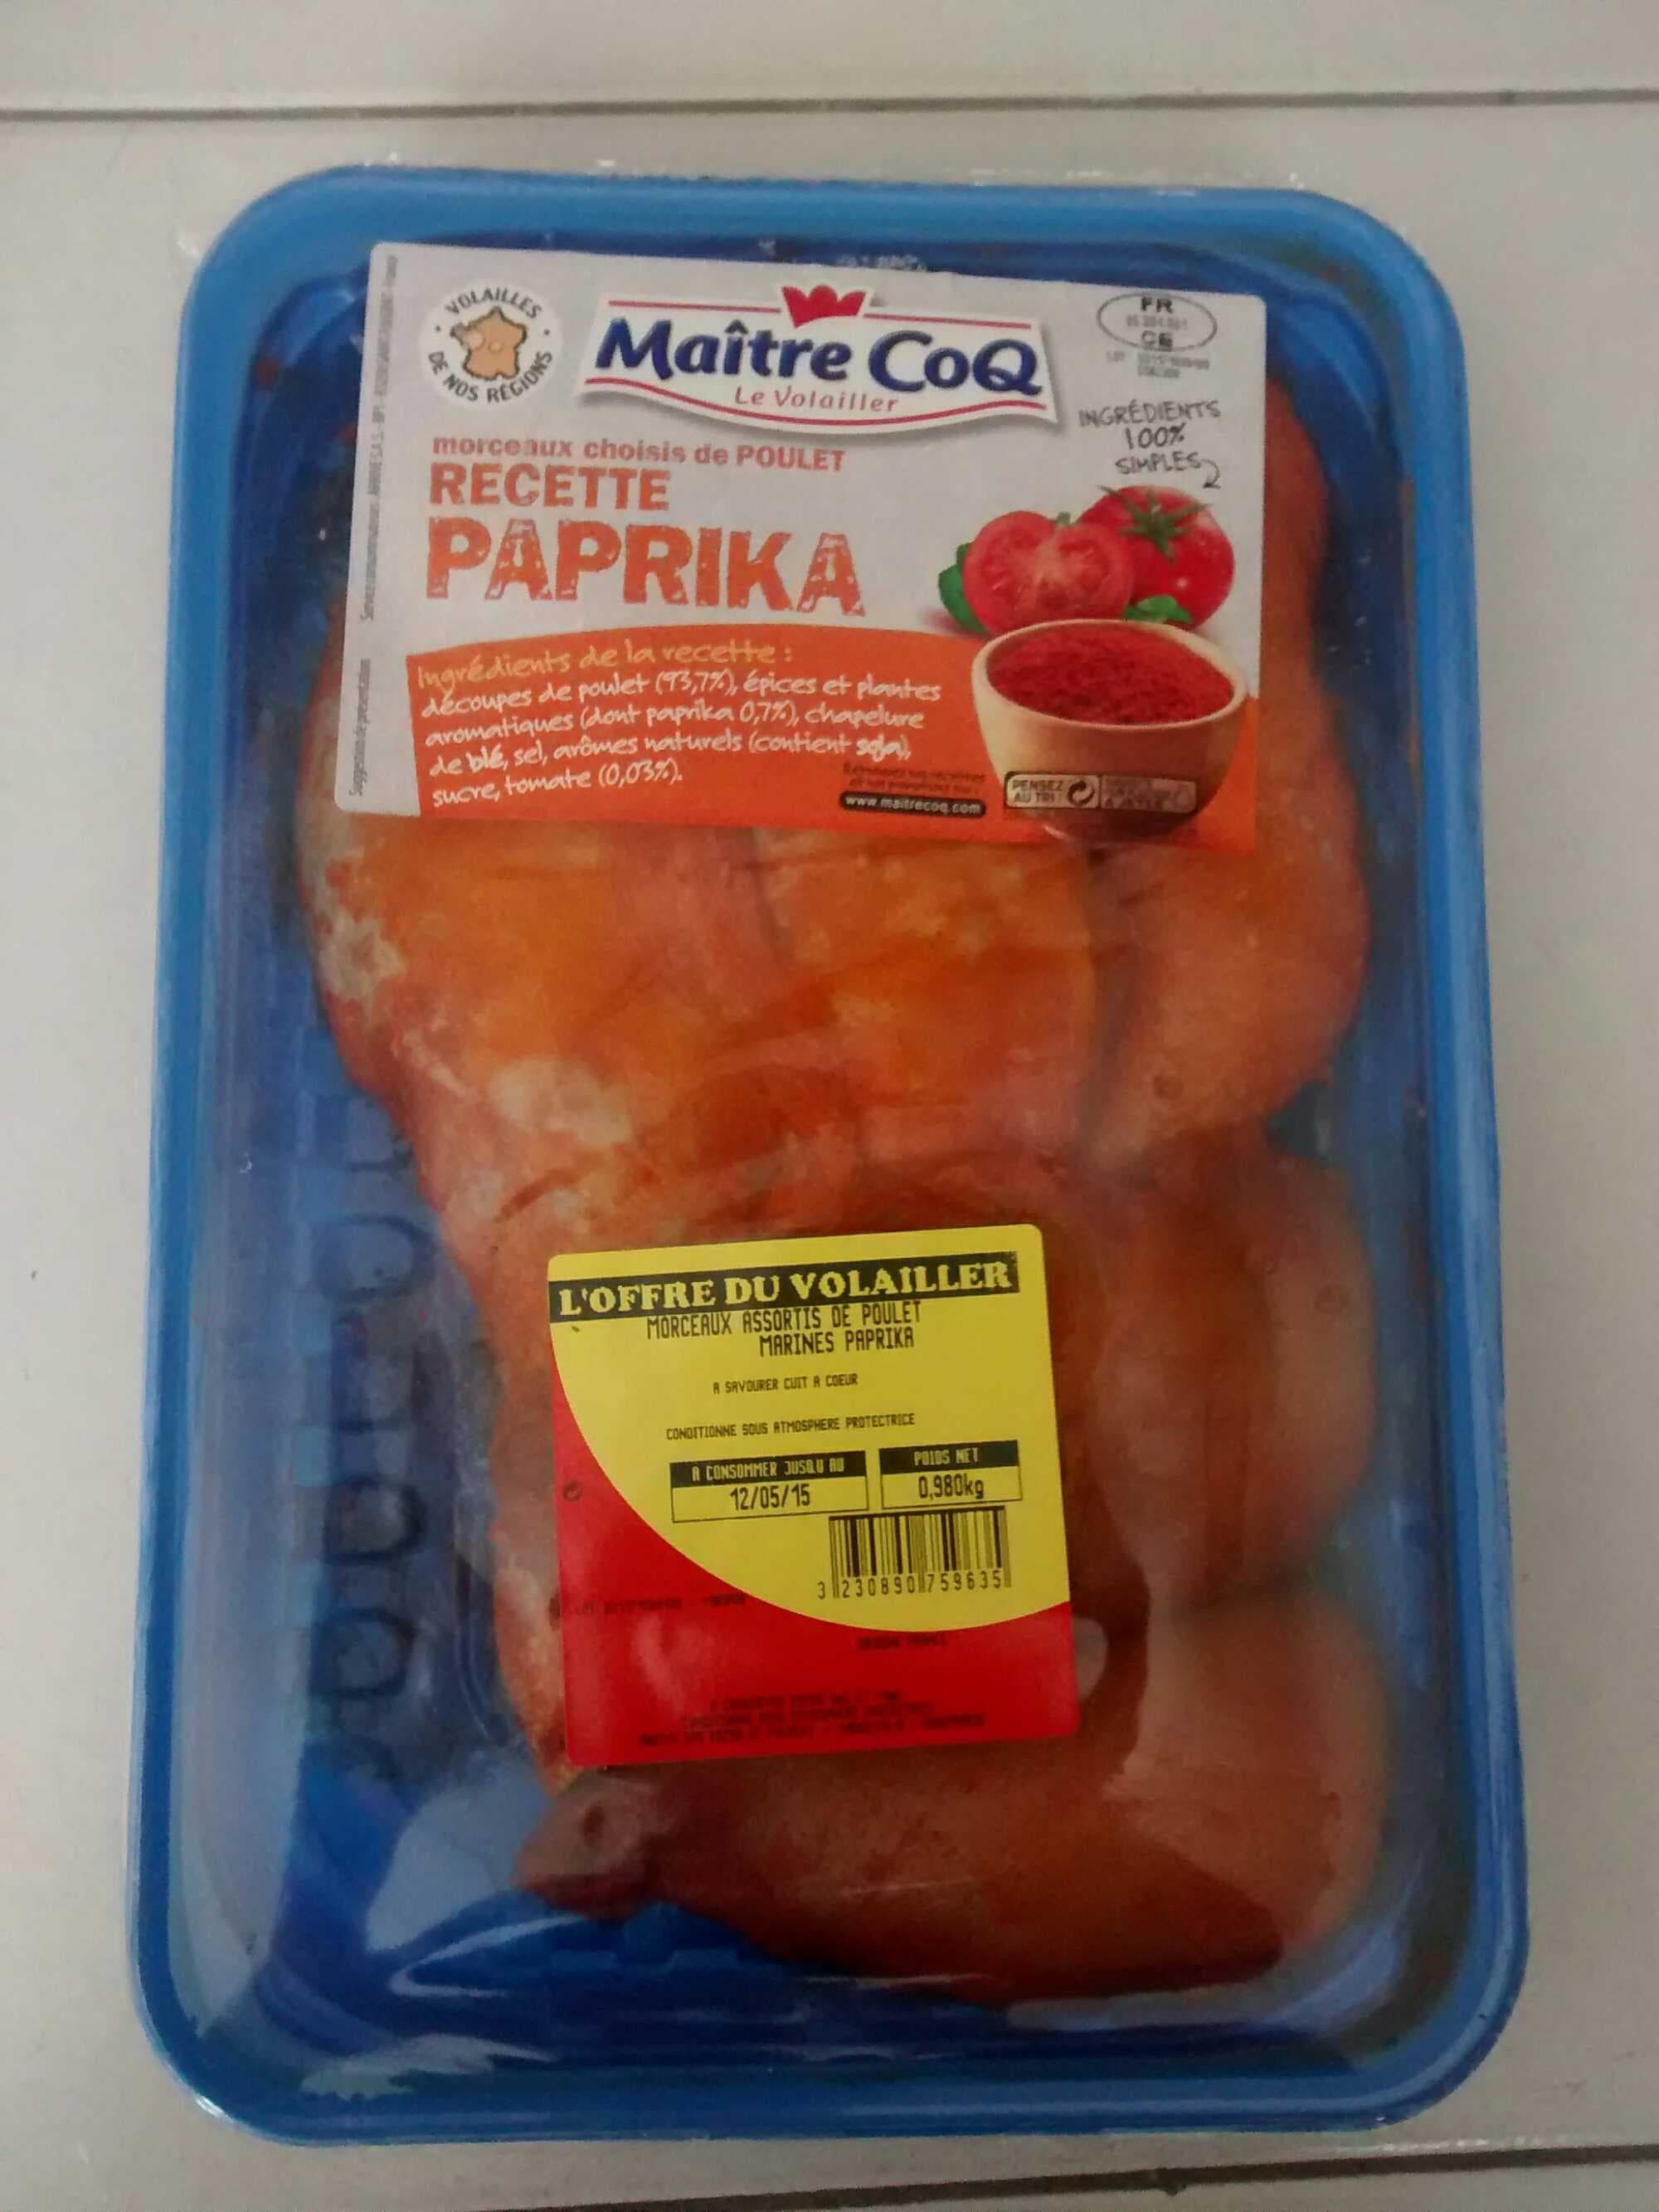 VOLAILLES
DE NOS RÉGIONS
Maître CoQ
Le Volailler
FR
CE
INGRÉDIENTS
100%
SIMPLES
morceaux choisis de POULET
RECETTE
PAPRIKA
Ingrédients de la recette :
découpes de poulet (93,7%), épices et plantes
aromatiques (dont paprika 0,7%), chapelure
de blé, sel, arômes naturels (contient soja),
sucre, tomate (0,03%).
www.maitrecoq.com
PENSEZ
AU TRI
Suggestion de présentation
L'OFFRE DU VOLAILLER
MORCEAUX ASSORTIS DE POULET
MARINES PAPRIKA
A SAVOURER CUIT A COEUR
CONDITIONNE SOUS ATMOSPHERE PROTECTRICE
A CONSOMMER JUSQU AU
12/05/15
POIDS NET
0,980kg
3 230890 759635